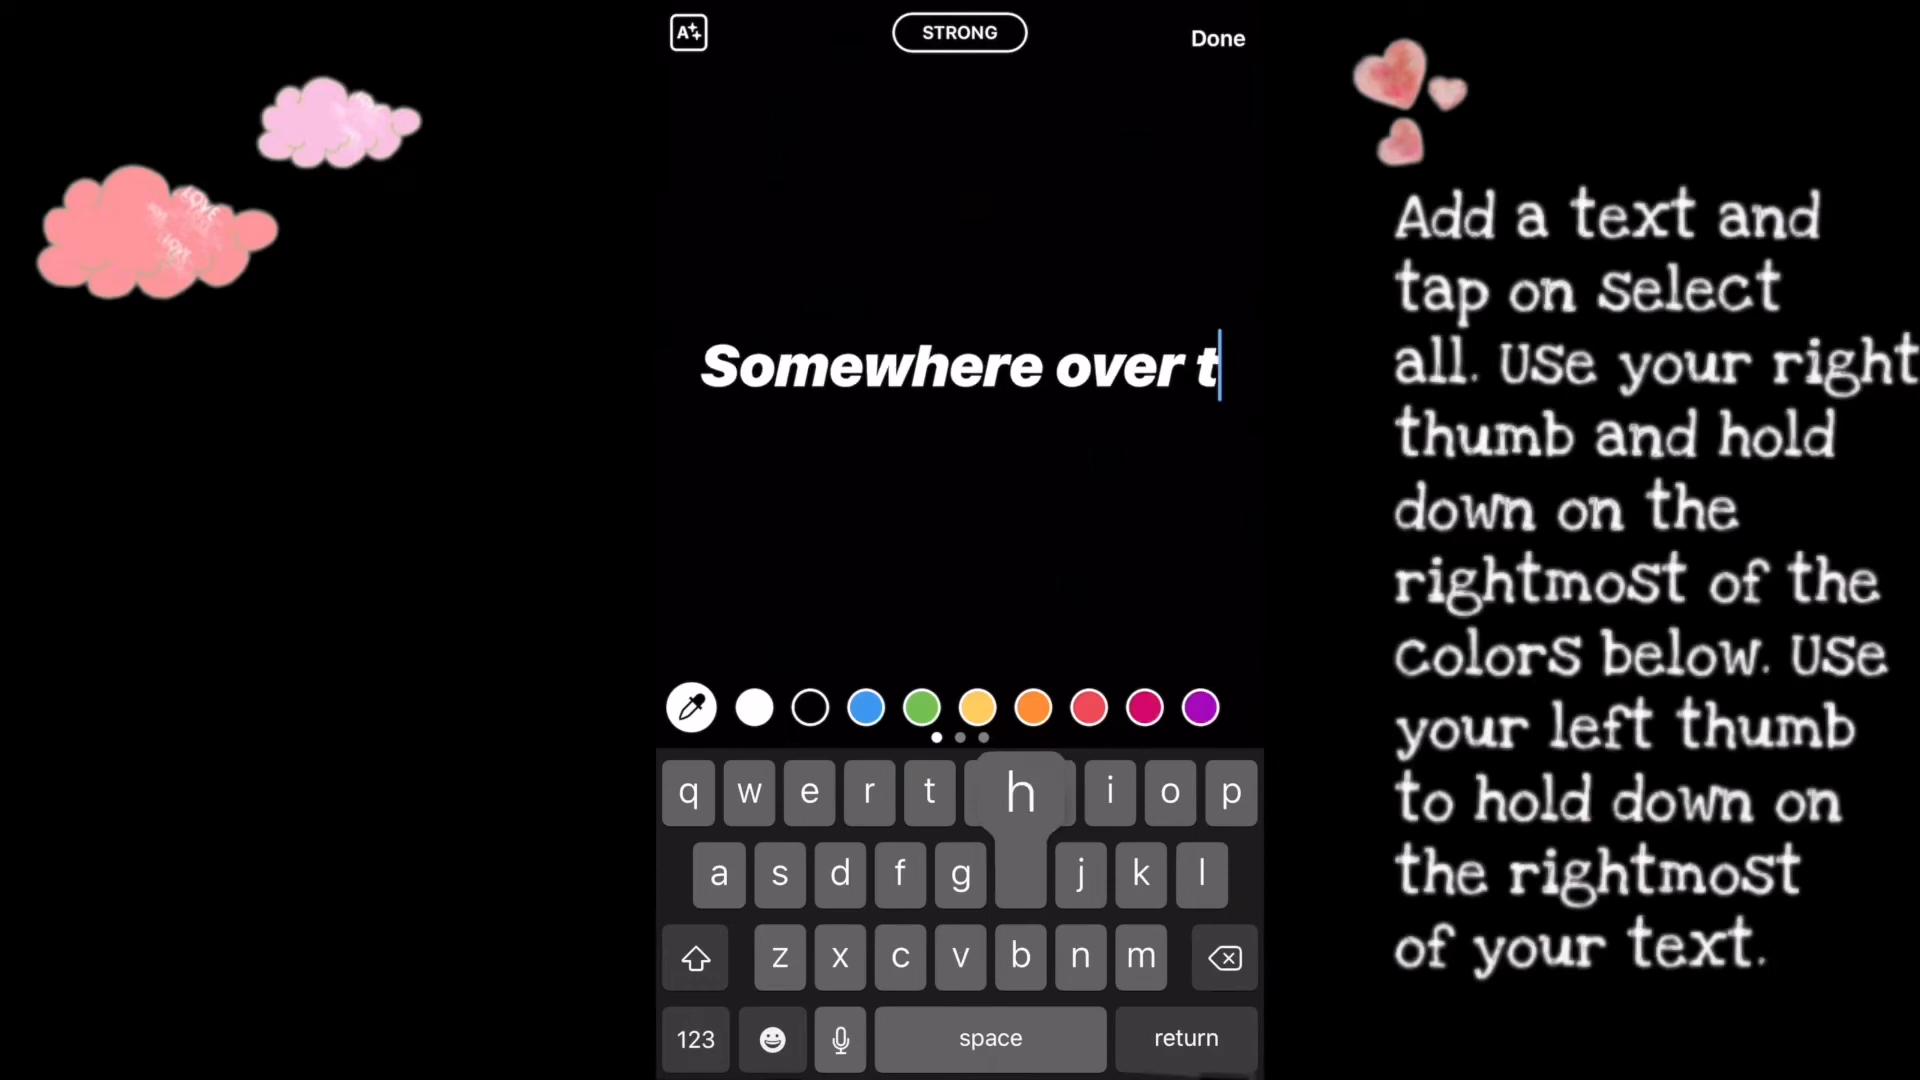 A
STRONG
Done
LOVE
LOVE
Somewhere over t
Add a text and
tap on select
all. Use your right
thumb and hold
down on the
rightmost of the
colors below. Use
your left thumb
to hold down on
the rightmost
of your text.
q w e r t h i o p
a s d f g j k l
z x c v b n m
123 space return